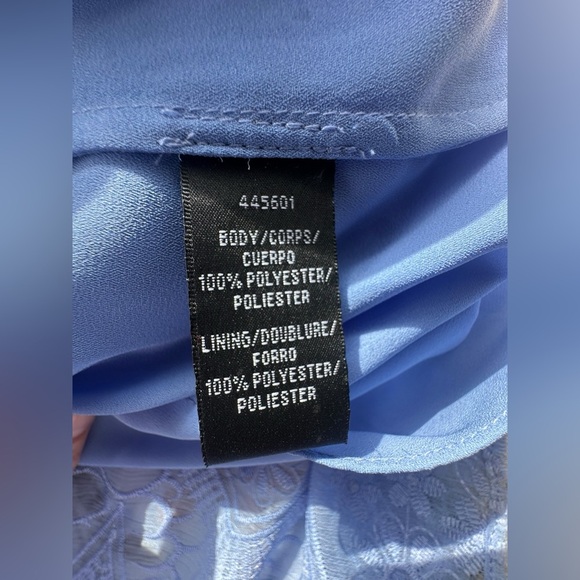 445601
BODY/CORPS/
CUERPO
100% POLYESTER/
POLIESTER
LINING/DOUBLURE/
FORRO
100% POLYESTER/
POLIESTER